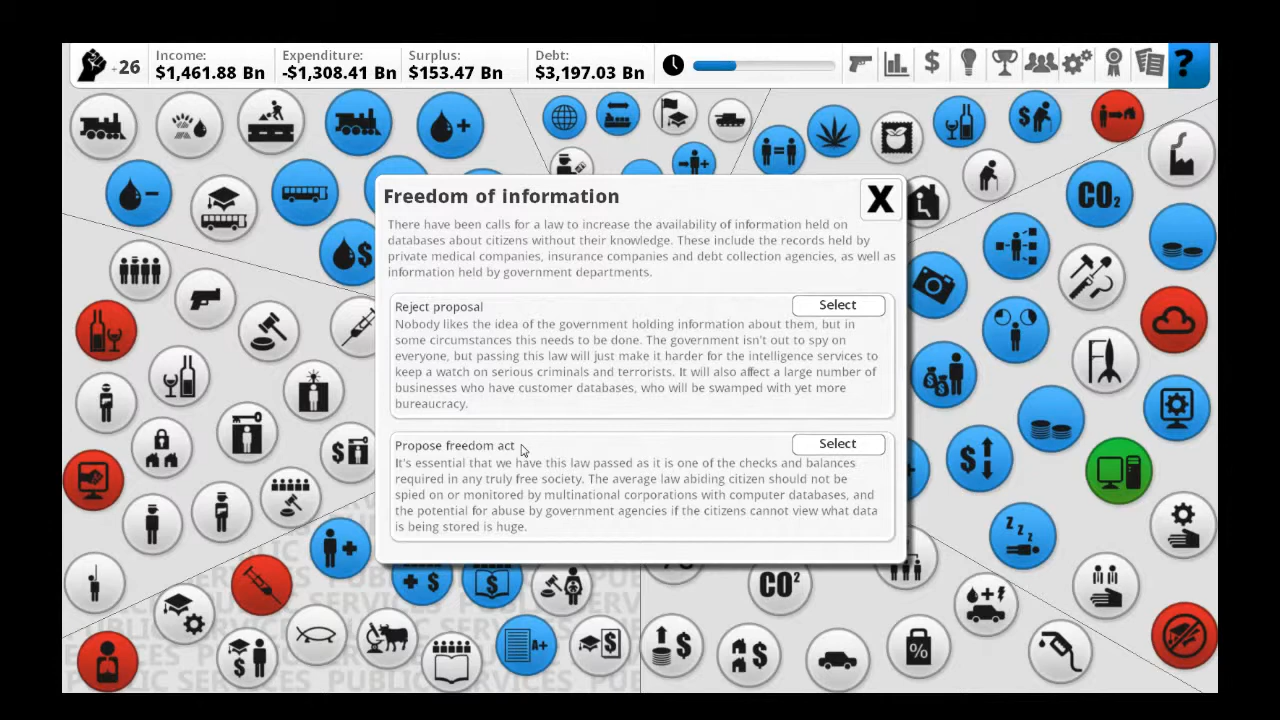 +26
Income:
$1,461.88 Bn
Expenditure:
-$1,308.41 Bn
Surplus:
$153.47 Bn
Debt:
$3,197.03 Bn
?
Freedom of information
X
There have been calls for a law to increase the availability of information held on
databases about citizens without their knowledge. These include the records held by
private medical companies, insurance companies and debt collection agencies, as well as
information held by government departments.
Reject proposal
Select
Nobody likes the idea of the government holding information about them, but in
some circumstances this needs to be done. The government isn't out to spy on
everyone, but passing this law will just make it harder for the intelligence services to
keep a watch on serious criminals and terrorists. It will also affect a large number of
businesses who have customer databases, who will be swamped with yet more
bureaucracy.
Propose freedom act
Select
It's essential that we have this law passed as it is one of the checks and balances
required in any truly free society. The average law abiding citizen should not be
spied on or monitored by multinational corporations with computer databases, and
the potential for abuse by government agencies if the citizens cannot view what data
is being stored is huge.
CO2
CO2
A+
%
PUBLIC SERVICES